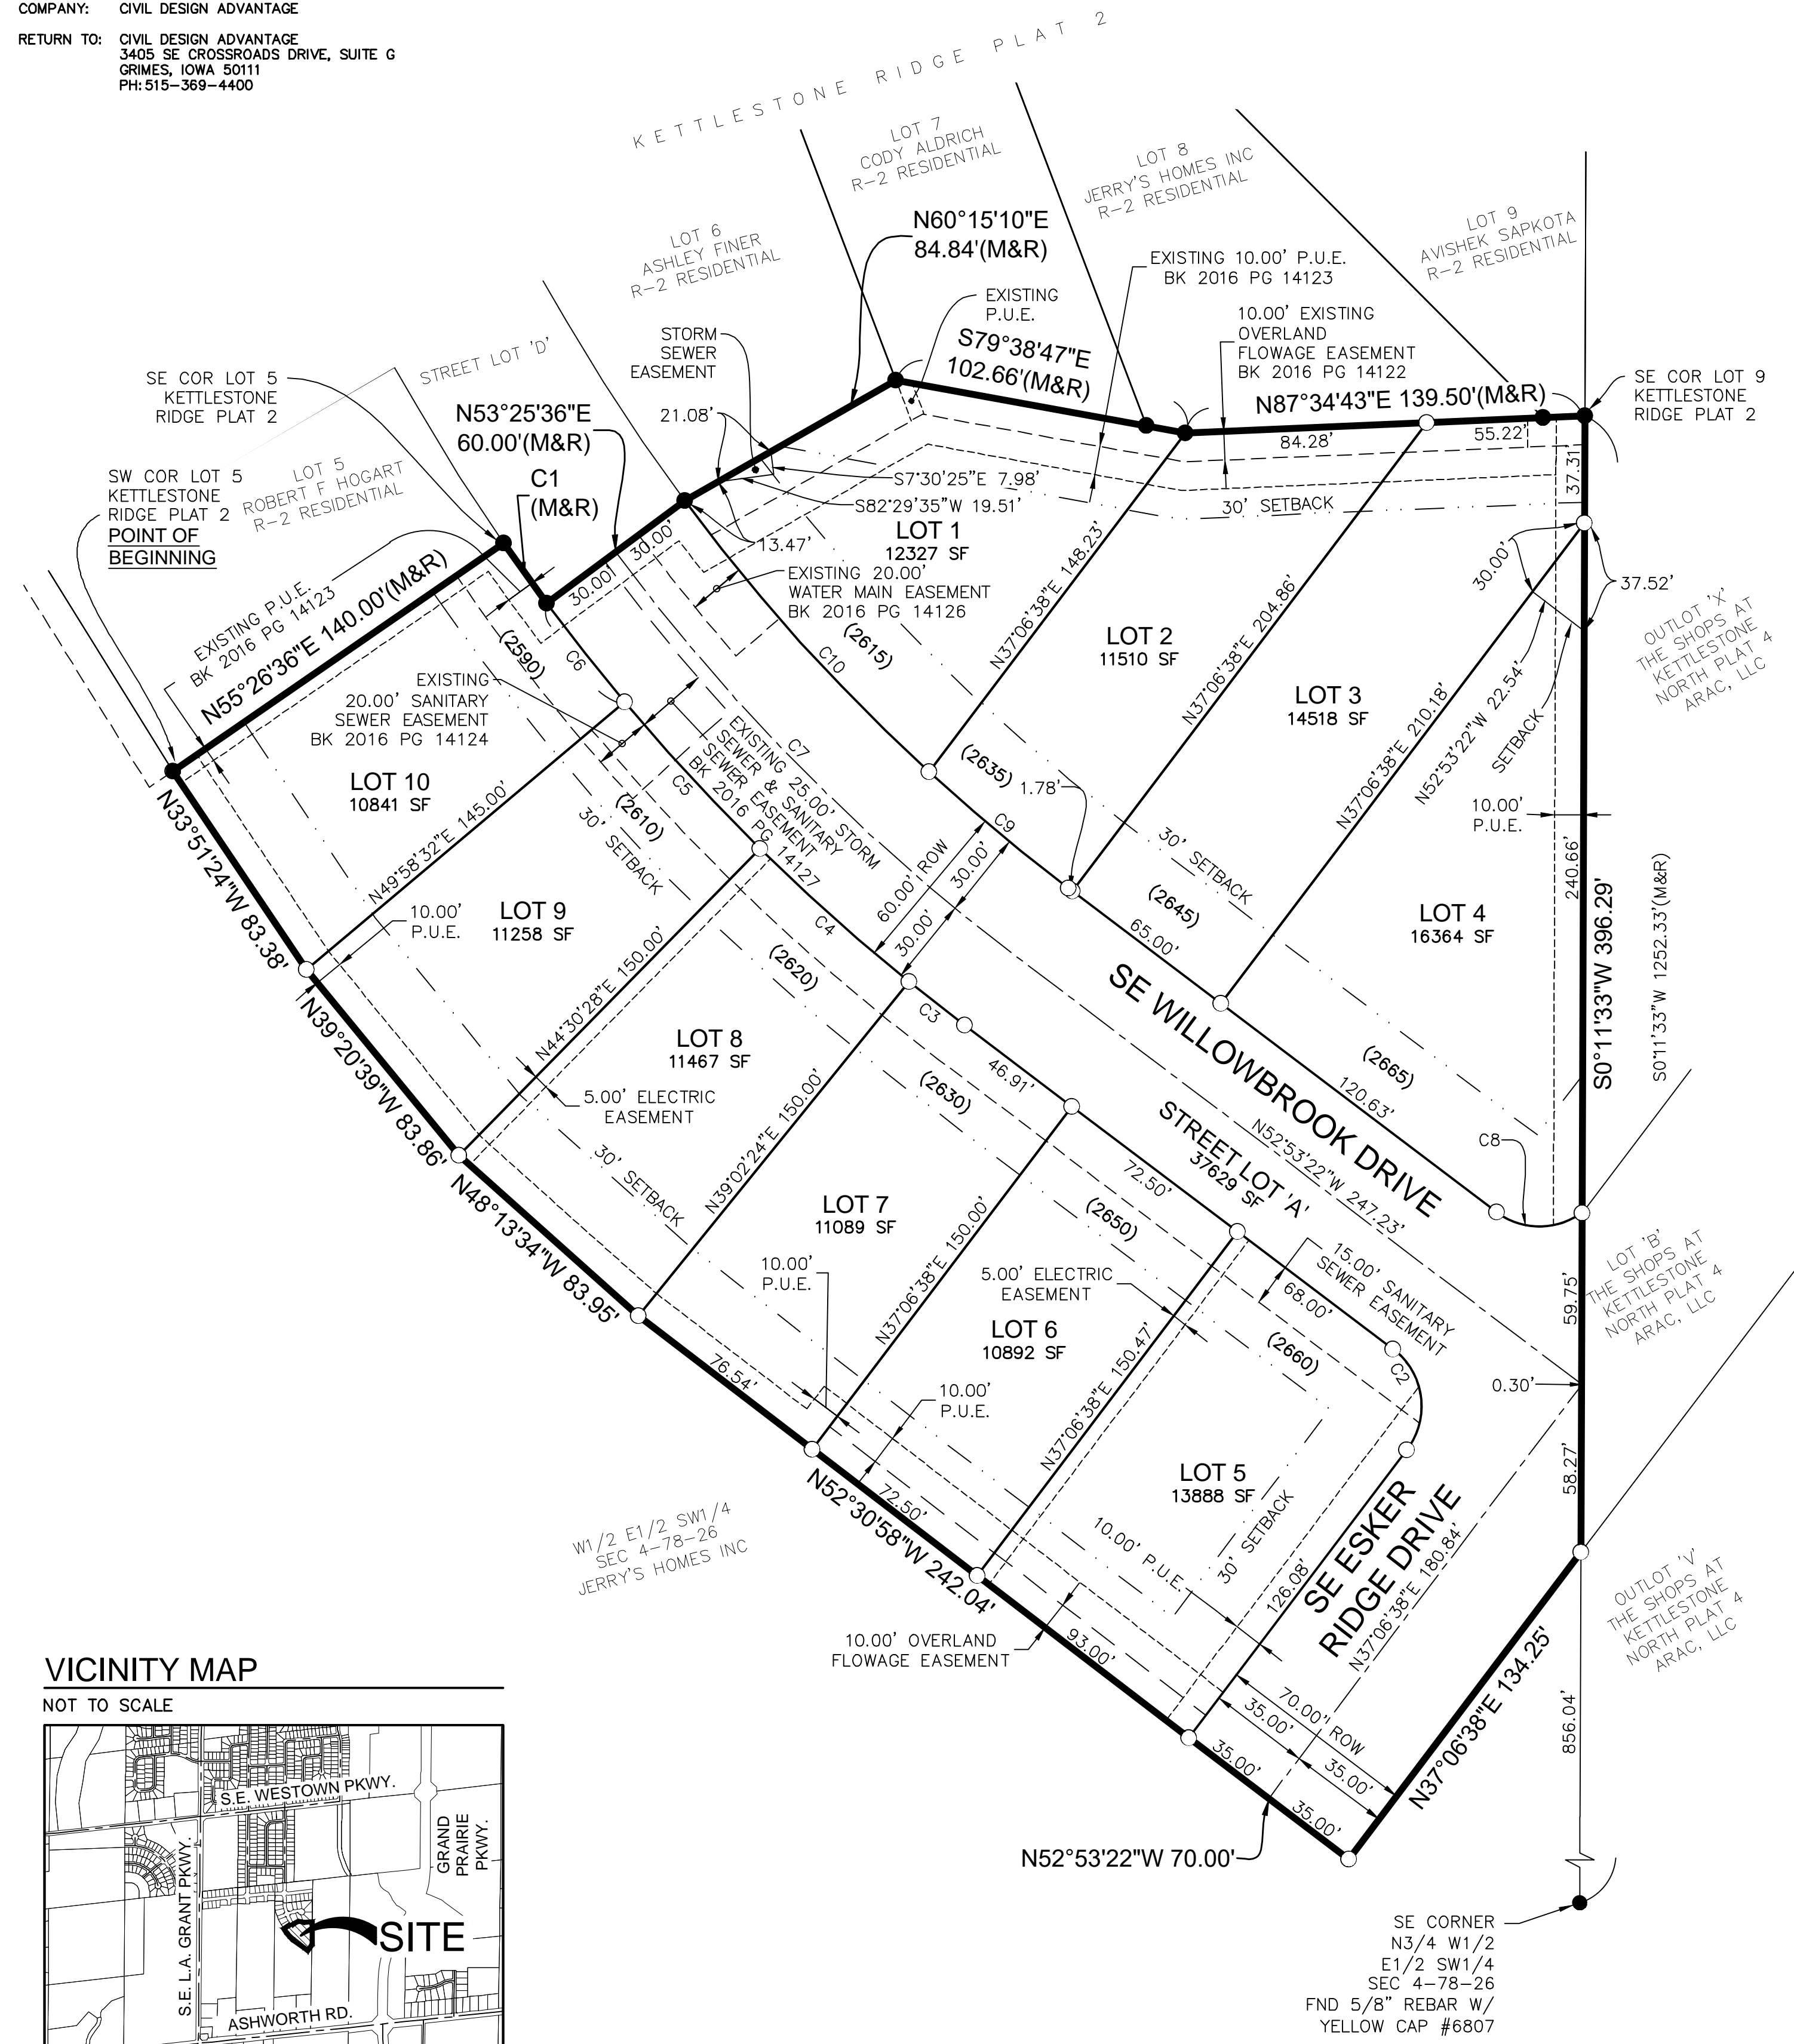 COMPANY: CIVIL DESIGN ADVANTAGE
RETURN TO: CIVIL DESIGN ADVANTAGE
3405 SE CROSSROADS DRIVE, SUITE G
GRIMES, IOWA 50111
PH: 515-369-4400
KETTLESTONE RIDGE PLAT 2
LOT 7
CODY ALDRICH
R-2 RESIDENTIAL
LOT 8
JERRY'S HOMES INC
R-2 RESIDENTIAL
LOT 9
AVISHEK SAPKOTA
R-2 RESIDENTIAL
LOT 6
ASHLEY FINER
R-2 RESIDENTIAL
N60°15'10"E
84.84'(M&R)
EXISTING 10.00' P.U.E.
BK 2016 PG 14123
EXISTING
P.U.E.
10.00' EXISTING
OVERLAND
FLOWAGE EASEMENT
BK 2016 PG 14122
STORM
SEWER
EASEMENT
S79°38'47"E
102.66'(M&R)
N87°34'43"E 139.50'(M&R)
SE COR LOT 9
KETTLESTONE
RIDGE PLAT 2
STREET LOT 'D'
SE COR LOT 5
KETTLESTONE
RIDGE PLAT 2
N53°25'36"E
60.00'(M&R)
21.08'
84.28'
55.22'
37.31'
C1
(M&R)
LOT 5
ROBERT F HOGART
R-2 RESIDENTIAL
SW COR LOT 5
KETTLESTONE
RIDGE PLAT 2
POINT OF
BEGINNING
S7°30'25"E 7.98'
S82°29'35"W 19.51'
30' SETBACK
LOT 1
12327 SF
13.47'
30.00'
30.00'
EXISTING 20.00'
WATER MAIN EASEMENT
BK 2016 PG 14126
N37°06'38"E 148.23'
30.00'
37.52'
EXISTING P.U.E.
BK 2016 PG 14123
N55°26'36"E 140.00'(M&R)
(2590)
C6
C10
(2615)
LOT 2
11510 SF
N37°06'38"E 204.86'
LOT 3
14518 SF
N52°53'22"W 22.54'
SETBACK
OUTLOT 'X'
THE SHOPS AT
KETTLESTONE
NORTH PLAT 4
ARAC, LLC
EXISTING
20.00' SANITARY
SEWER EASEMENT
BK 2016 PG 14124
LOT 10
10841 SF
C5
C7
EXISTING 25.00' STORM
SEWER & SANITARY
SEWER EASEMENT
BK 2016 PG 14127
(2635)
1.78'
N37°06'38"E 210.18'
10.00'
P.U.E.
N33°51'24"W 83.38'
N49°58'32"E 145.00'
(2610)
30' SETBACK
C9
60.00' ROW
30.00'
30.00'
30' SETBACK
240.66'
S0°11'33"W 396.29'
S0°11'33"W 1252.33'(M&R)
LOT 9
11258 SF
10.00'
P.U.E.
C4
(2620)
(2645)
65.00'
LOT 4
16364 SF
N39°20'39"W 83.86'
N44°30'28"E 150.00'
LOT 8
11467 SF
C3
SE WILLOWBROOK DRIVE
46.91'
(2630)
(2665)
120.63'
5.00' ELECTRIC
EASEMENT
N39°02'24"E 150.00'
STREET LOT 'A'
37629 SF
N52°53'22"W 247.23'
C8
30' SETBACK
N48°13'34"W 83.95'
LOT 7
11089 SF
72.50'
(2650)
LOT 'B'
THE SHOPS AT
KETTLESTONE
NORTH PLAT 4
ARAC, LLC
N37°06'38"E 150.00'
10.00'
P.U.E.
5.00' ELECTRIC
EASEMENT
15.00' SANITARY
SEWER EASEMENT
68.00'
59.75'
LOT 6
10892 SF
(2660)
C2
0.30'
76.54'
10.00'
P.U.E.
N37°06'38"E 150.47'
58.27'
LOT 5
13888 SF
N52°30'58"W 242.04'
72.50'
W1/2 E1/2 SW1/4
SEC 4-78-26
JERRY'S HOMES INC
10.00' P.U.E.
30' SETBACK
126.08'
SE ESKER
RIDGE DRIVE
N37°06'38"E 180.84'
OUTLOT 'V'
THE SHOPS AT
KETTLESTONE
NORTH PLAT 4
ARAC, LLC
10.00' OVERLAND
FLOWAGE EASEMENT
93.00'
70.00' ROW
35.00'
35.00'
35.00'
35.00'
N37°06'38"E 134.25'
856.04'
N52°53'22"W 70.00'
SE CORNER
N3/4 W1/2
E1/2 SW1/4
SEC 4-78-26
FND 5/8" REBAR W/
YELLOW CAP #6807
VICINITY MAP
NOT TO SCALE
S.E. WESTOWN PKWY.
GRAND
PRAIRIE
PKWY.
S.E. L.A. GRANT PKWY.
SITE
ASHWORTH RD.